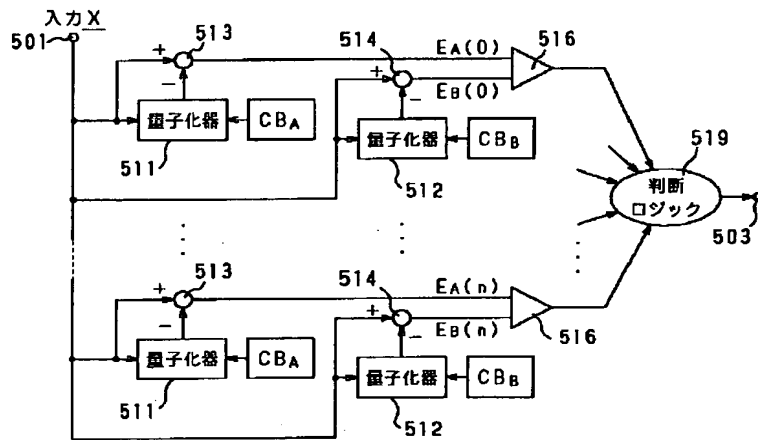 入力X
501
513
+
−
量子化器
CBA
511
514
+
−
量子化器
CBB
512
EA(0)
EB(0)
516
519
判断
ロジック
503
513
+
−
量子化器
CBA
511
514
+
−
量子化器
CBB
512
EA(n)
EB(n)
516